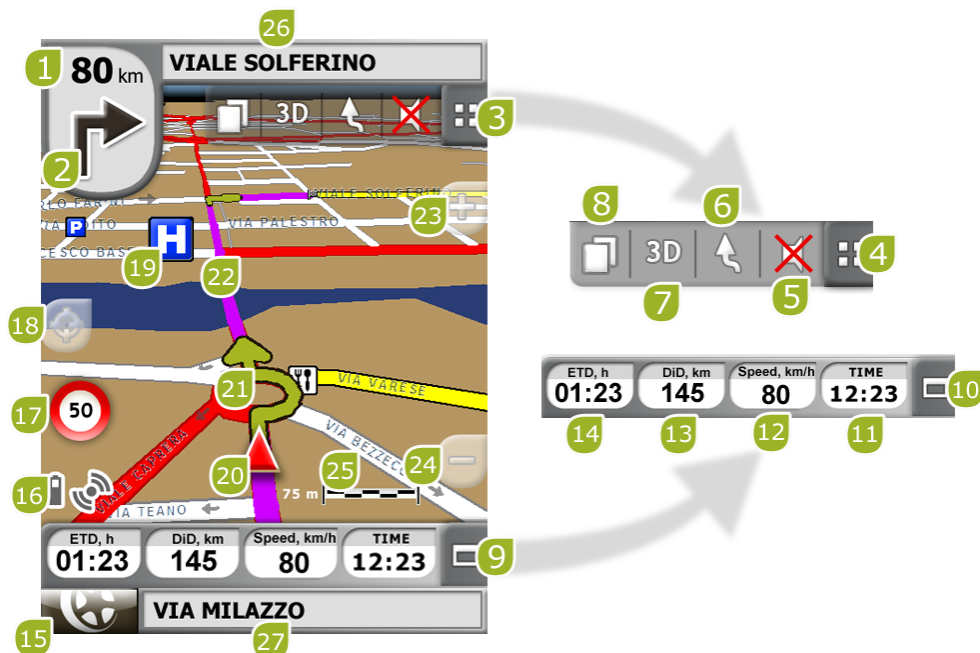 26
1
80 km
VIALE SOLFERINO
3D
3
2
VIALE SOLFERINO
23
P
H
VIA PALESTRO
CESCO BASE
19
22
18
21
VIA VARESE
17
50
VIALE CAPRERA
VIA BEZZECC
20
25
24
16
75 m
VIA TEANO
ETD, h
01:23
DiD, km
145
Speed, km/h
80
TIME
12:23
9
15
VIA MILAZZO
27
8
6
3D
4
7
5
ETD, h
01:23
DiD, km
145
Speed, km/h
80
TIME
12:23
10
14
13
12
11